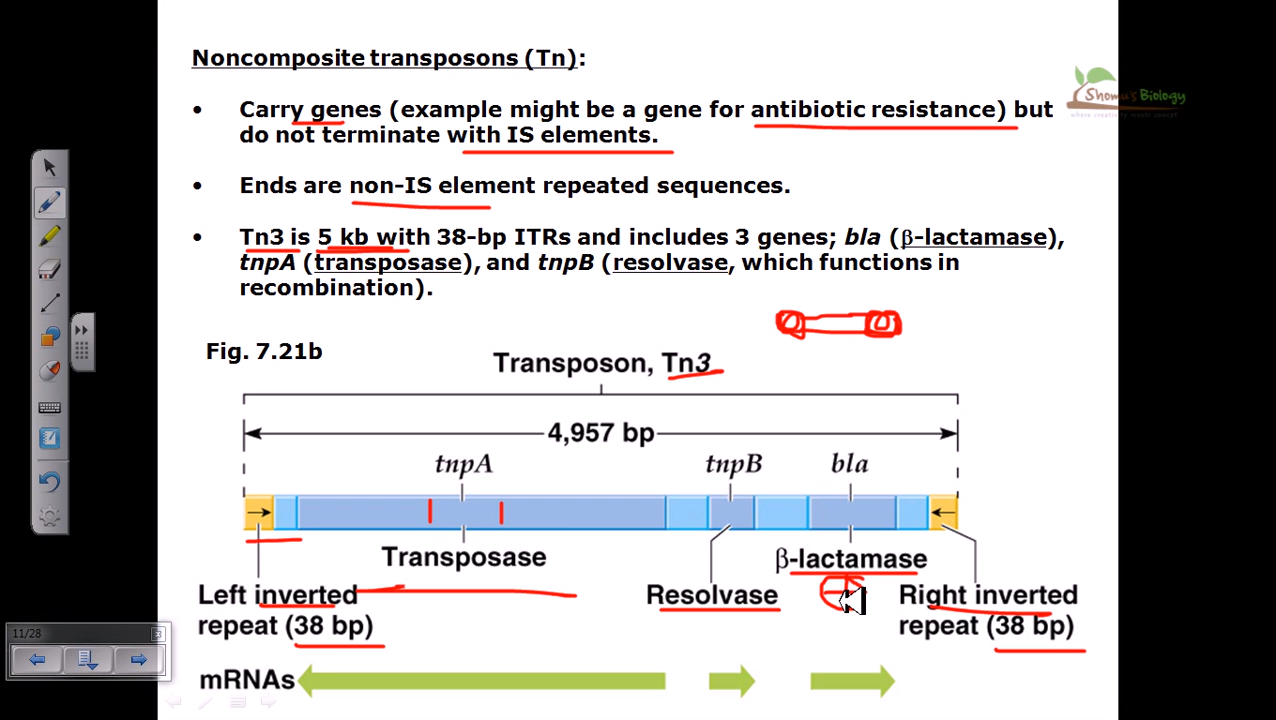 Noncomposite transposons (Tn):
• Carry genes (example might be a gene for antibiotic resistance) but
do not terminate with IS elements.
• Ends are non-IS element repeated sequences.
• Tn3 is 5 kb with 38-bp ITRs and includes 3 genes; bla (β-lactamase),
tnpA (transposase), and tnpB (resolvase, which functions in
recombination).
Shomu's Biology
Fig. 7.21b
Transposon, Tn3
4,957 bp
tnpA tnpB bla
Transposase β-lactamase
Left inverted Resolvase Right inverted
repeat (38 bp) repeat (38 bp)
11/28
mRNAs